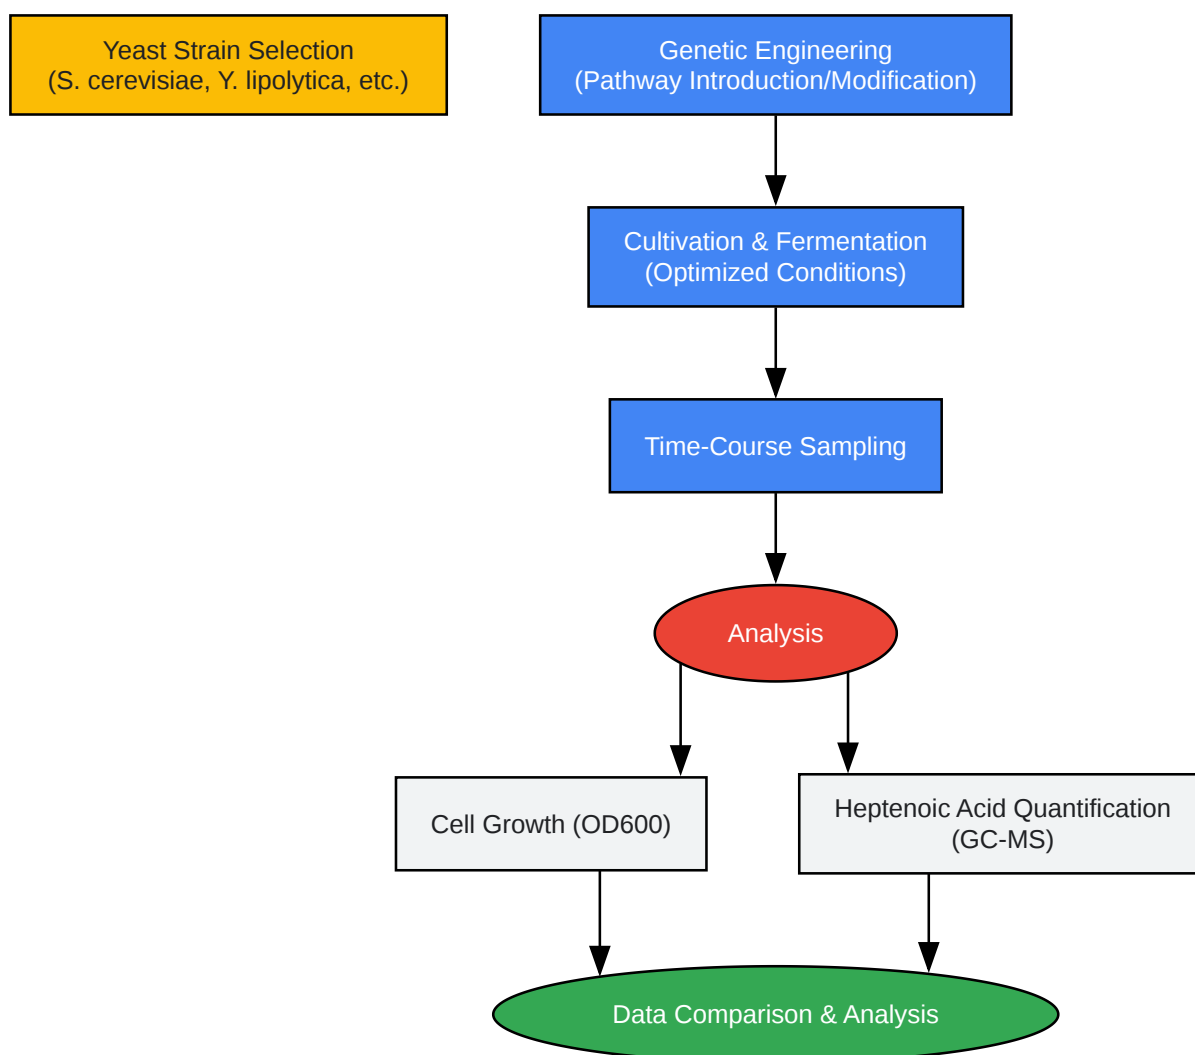 Yeast Strain Selection
(S. cerevisiae, Y. lipolytica, etc.)
Genetic Engineering
(Pathway Introduction/Modification)
Cultivation & Fermentation
(Optimized Conditions)
Time-Course Sampling
Analysis
Cell Growth (OD600)
Heptenoic Acid Quantification
(GC-MS)
Data Comparison & Analysis